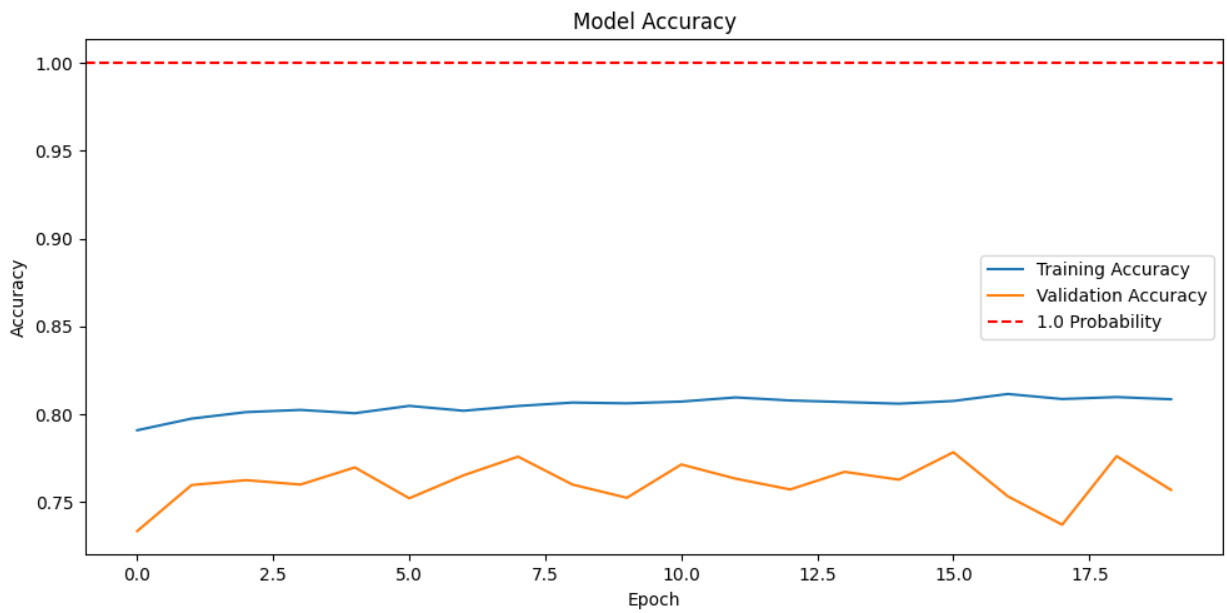 Model Accuracy
1.00
0.95
0.90
0.85
0.80
0.75
Accuracy
Training Accuracy
Validation Accuracy
1.0 Probability
0.0 2.5 5.0 7.5 10.0 12.5 15.0 17.5
Epoch